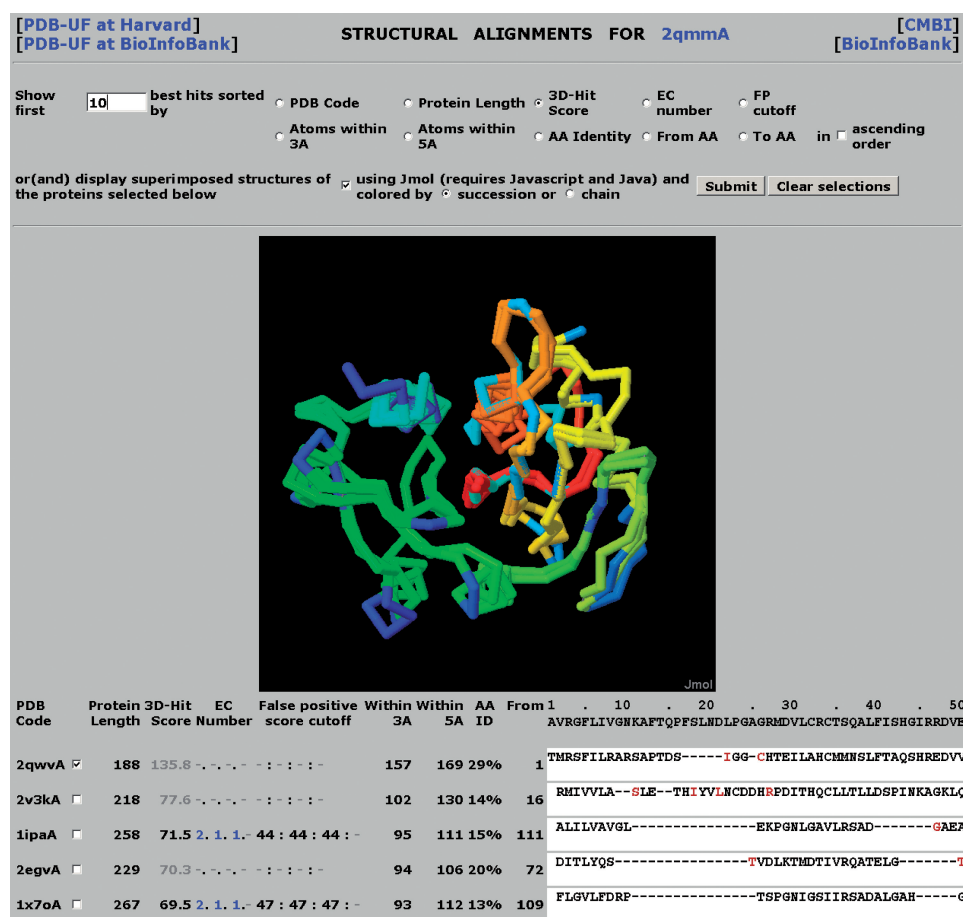 [PDB-UF at Harvard] STRUCTURAL ALIGNMENTS FOR 2qmmA [CMBI]
[PDB-UF at BioInfoBank] [BioInfoBank]
Show first 10 best hits sorted by PDB Code Protein Length 3D-Hit Score EC number FP cutoff
Atoms within 3A Atoms within 5A AA Identity From AA To AA in ascending order
or(and) display superimposed structures of using Jmol (requires Javascript and Java) and
the proteins selected below colored by succession or chain Submit Clear selections
Jmol
PDB Protein 3D-Hit EC False positive Within Within AA From 1 . 10 . 20 . 30 . 40 . 50
Code Length Score Number score cutoff 3A 5A ID AVRGFLIVGNKAFTQPFSLNDLPGAGRMDVLCRCTSQALFISHGIRRDVE
2qwvA 188 135.8 -.-.-.- -:-:-:- 157 169 29% 1 TMRSFILRARSAPTDS-----IGG-CHTEILAHCMMNSLFTAQSHREDVV
2v3kA 218 77.6 -.-.-.- -:-:-:- 102 130 14% 16 RMIVVLA--SLE--THIYVLNCDDHRPDITHQCLLTLLDSPINKAGKLQ
1ipaA 258 71.5 2.1.1.- 44:44:44:- 95 111 15% 111 ALILVAVGL---------------EKPGNLGAVLRSAD-------GAEA
2egvA 229 70.3 -.-.-.- -:-:-:- 94 106 20% 72 DITLYQS----------------TVDLKTMDTIVRQATELG-------T
1x7oA 267 69.5 2.1.1.- 47:47:47:- 93 112 13% 109 FLGVLFDRP---------------TSPGNIGSIIRSADALGAH-----G